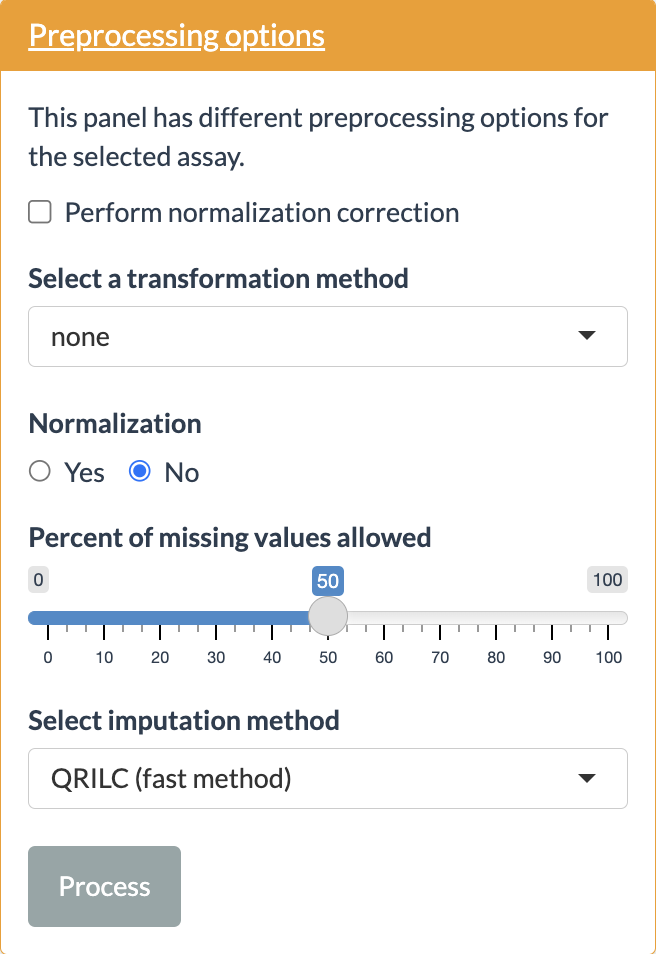 Preprocessing options
This panel has different preprocessing options for
the selected assay.
Perform normalization correction
Select a transformation method
none
Normalization
Yes No
Percent of missing values allowed
0 50 100
0 10 20 30 40 50 60 70 80 90 100
Select imputation method
QRILC (fast method)
Process